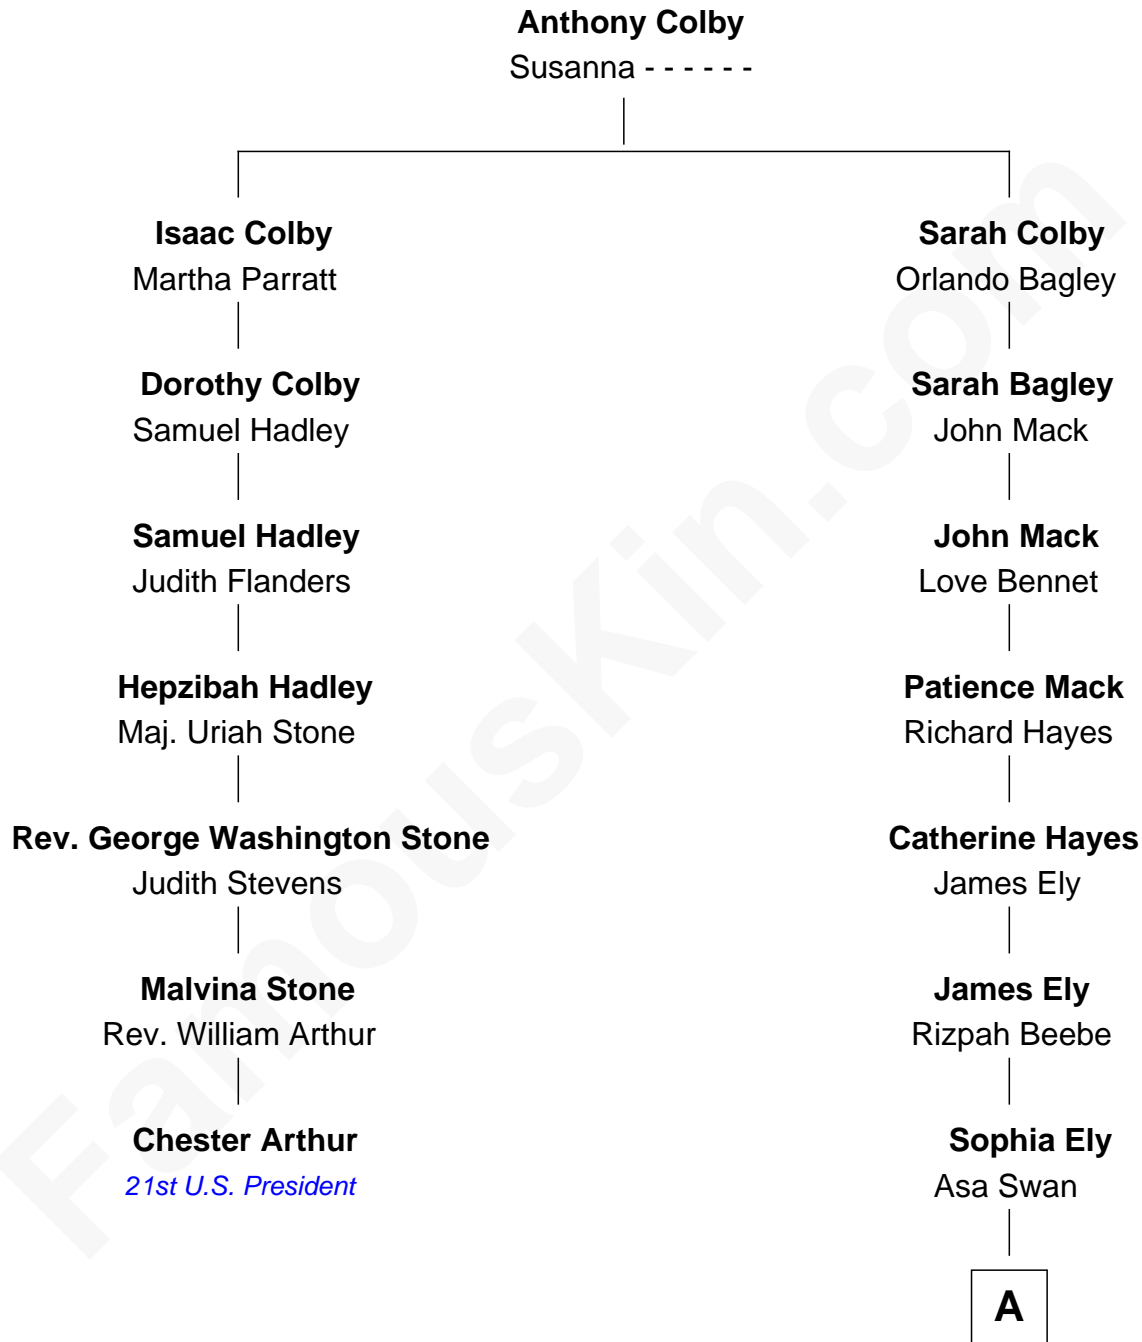 Anthony Colby
Susanna - - - - - -
Isaac Colby
Martha Parratt
Dorothy Colby
Samuel Hadley
Samuel Hadley
Judith Flanders
Hepzibah Hadley
Maj. Uriah Stone
Rev. George Washington Stone
Judith Stevens
Malvina Stone
Rev. William Arthur
Chester Arthur
21st U.S. President
Sarah Colby
Orlando Bagley
Sarah Bagley
John Mack
John Mack
Love Bennet
Patience Mack
Richard Hayes
Catherine Hayes
James Ely
James Ely
Rizpah Beebe
Sophia Ely
Asa Swan
A
FamousKin.com